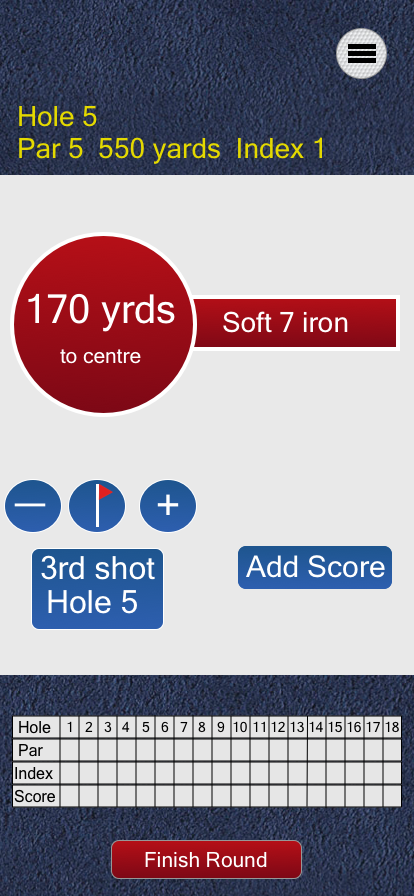 Hole 5
Par 5 550 yards Index 1
170 yrds
to centre
Soft 7 iron
3rd shot
Hole 5
Add Score
Hole 1 2 3 4 5 6 7 8 9 10 11 12 13 14 15 16 17 18
Par
Index
Score
Finish Round